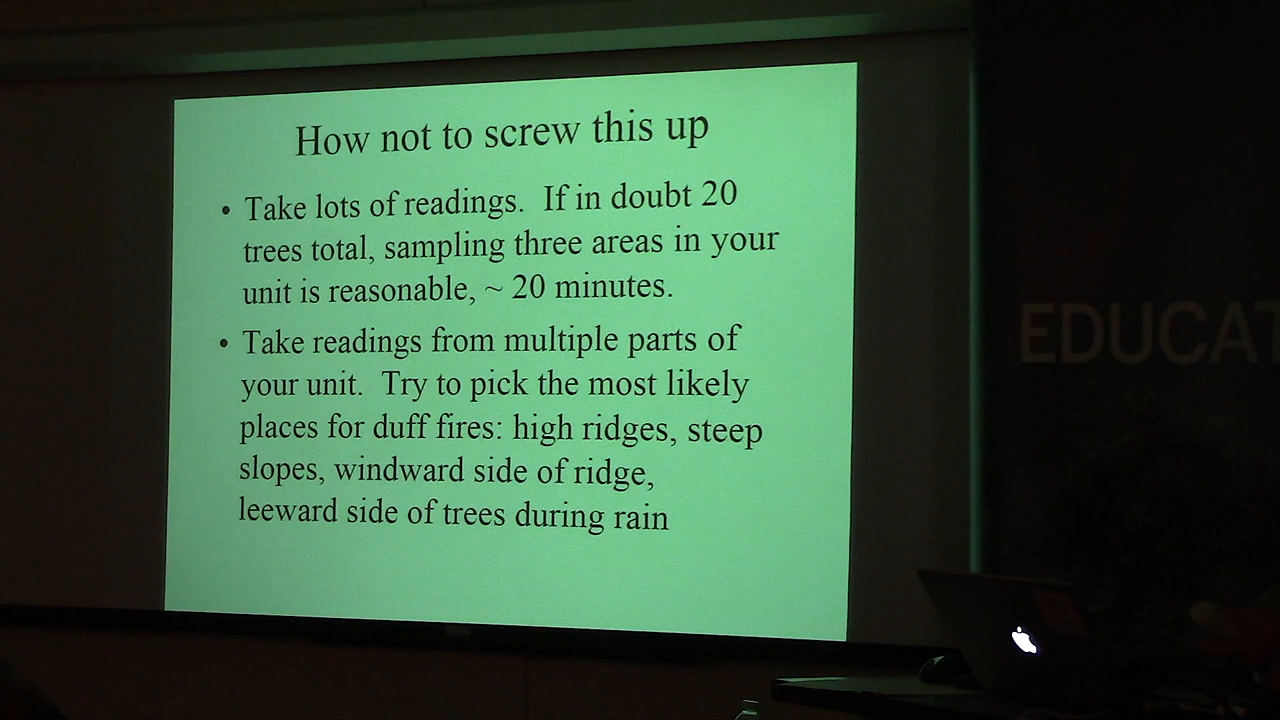 How not to screw this up
• Take lots of readings.  If in doubt 20
trees total, sampling three areas in your
unit is reasonable, ~ 20 minutes.
• Take readings from multiple parts of
your unit.  Try to pick the most likely
places for duff fires: high ridges, steep
slopes, windward side of ridge,
leeward side of trees during rain
EDUCAT